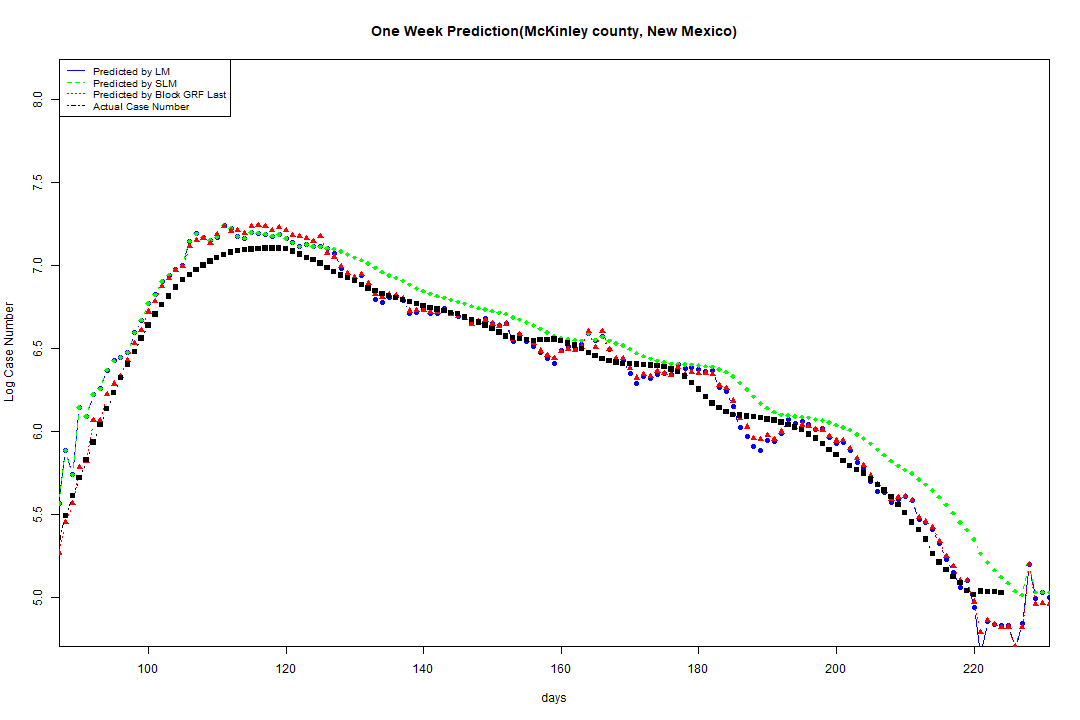 One Week Prediction(McKinley county, New Mexico)
Predicted by LM
Predicted by SLM
Predicted by Block GRF Last
Actual Case Number
8.0
7.5
7.0
6.5
6.0
5.5
5.0
Log Case Number
100 120 140 160 180 200 220
days